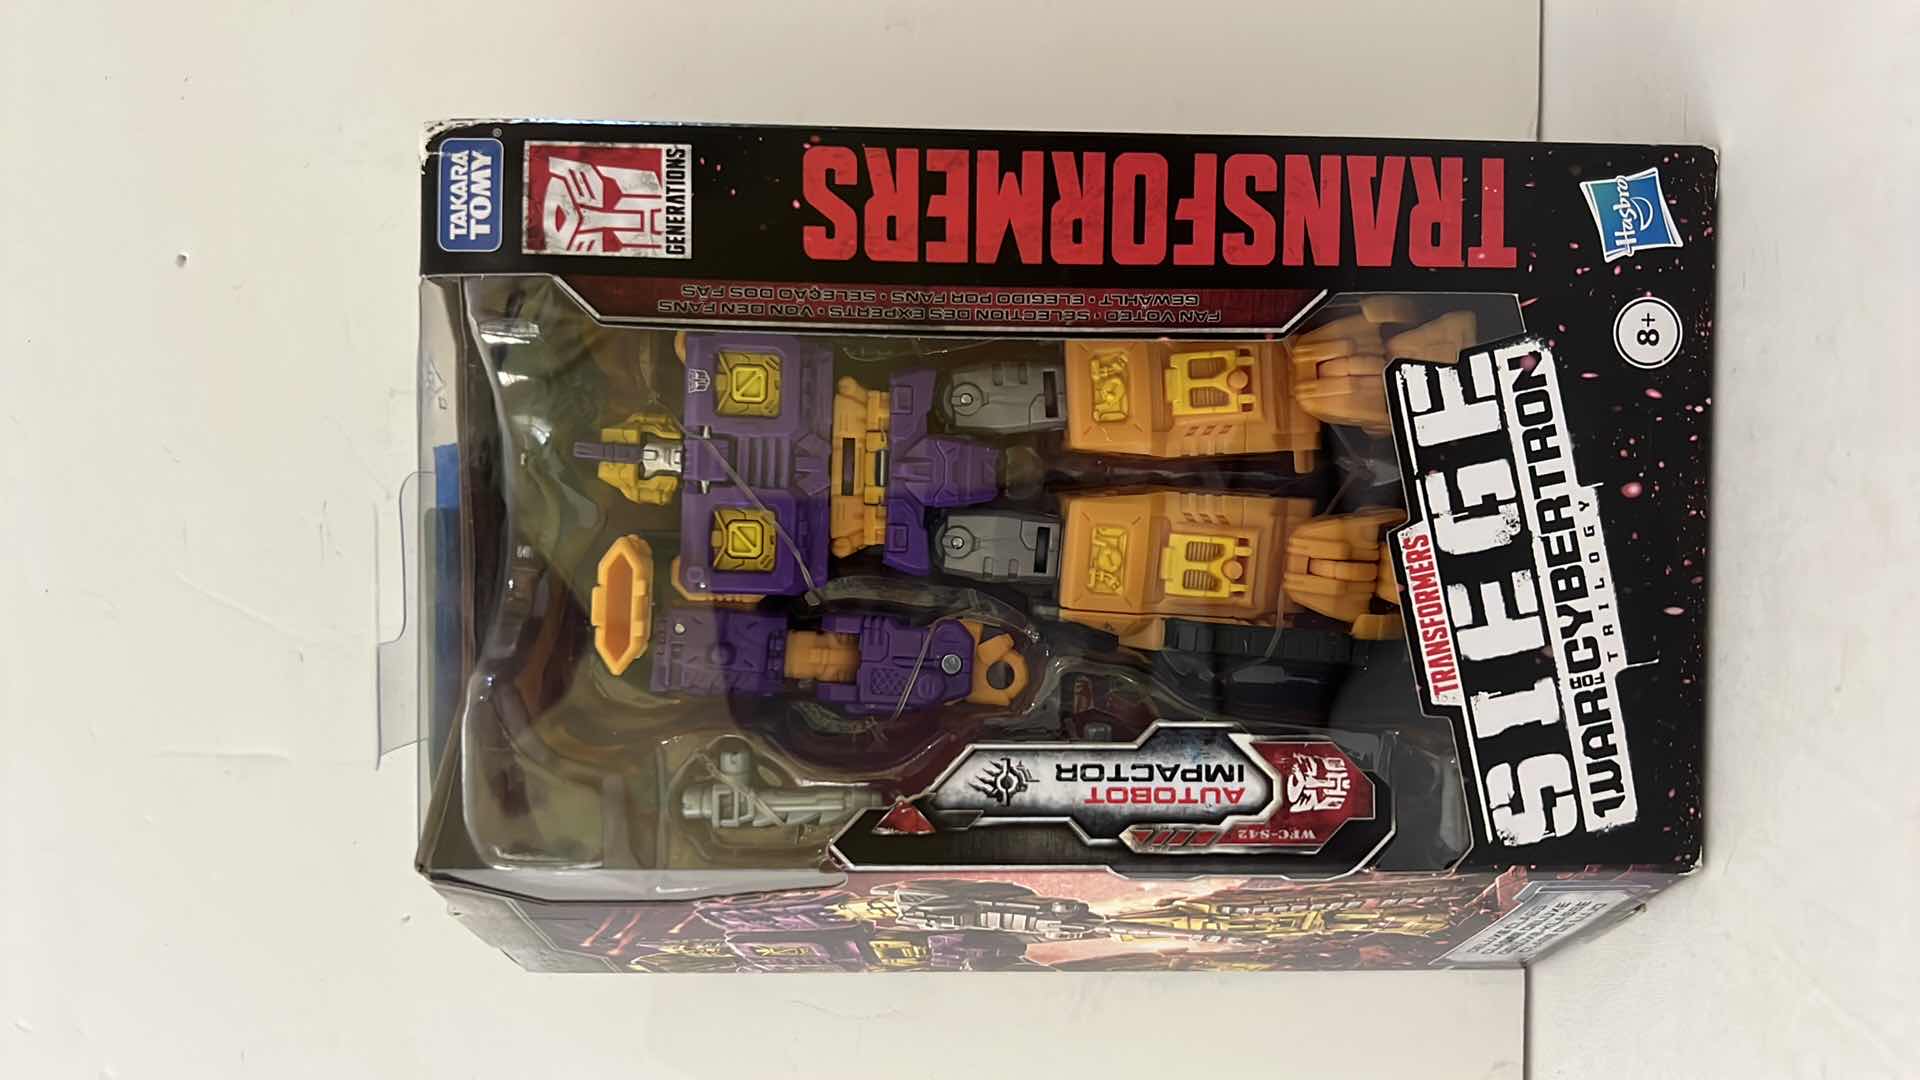 TAKARA
TOMY
GENERATIONS
TRANSFORMERS
Hasbro
FAN VOTED • SÉLECTION DES EXPERTS • VON DEN FANS
GEWÄHLT • ELEGIDO POR FANS • SELEÇÃO DOS FÃS
8+
TRANSFORMERS
SIEGE
WAR FOR CYBERTRON
TRILOGY
WFC-S42
AUTOBOT
IMPACTOR